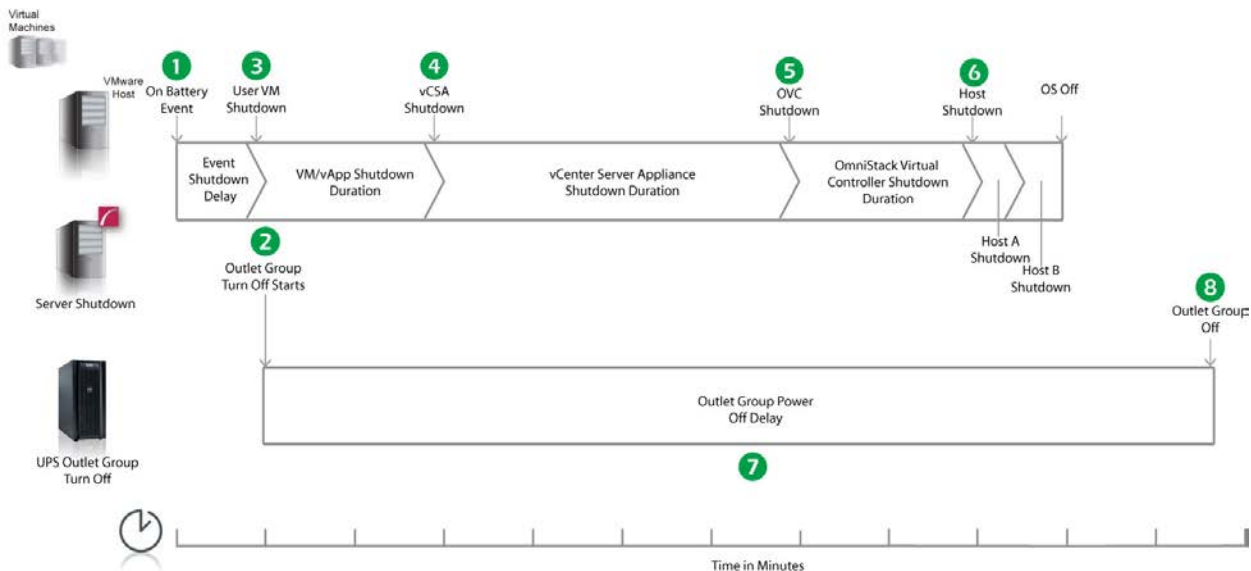 Virtual
Machines
VMware
Host
1
On Battery
Event
3
User VM
Shutdown
4
vCSA
Shutdown
5
OVC
Shutdown
6
Host
Shutdown
OS Off
Event
Shutdown
Delay
VM/vApp Shutdown
Duration
vCenter Server Appliance
Shutdown Duration
OmniStack Virtual
Controller Shutdown
Duration
Host A
Shutdown
Host B
Shutdown
Server Shutdown
2
Outlet Group
Turn Off Starts
8
Outlet Group
Off
Outlet Group Power
Off Delay
7
UPS Outlet Group
Turn Off
Time in Minutes